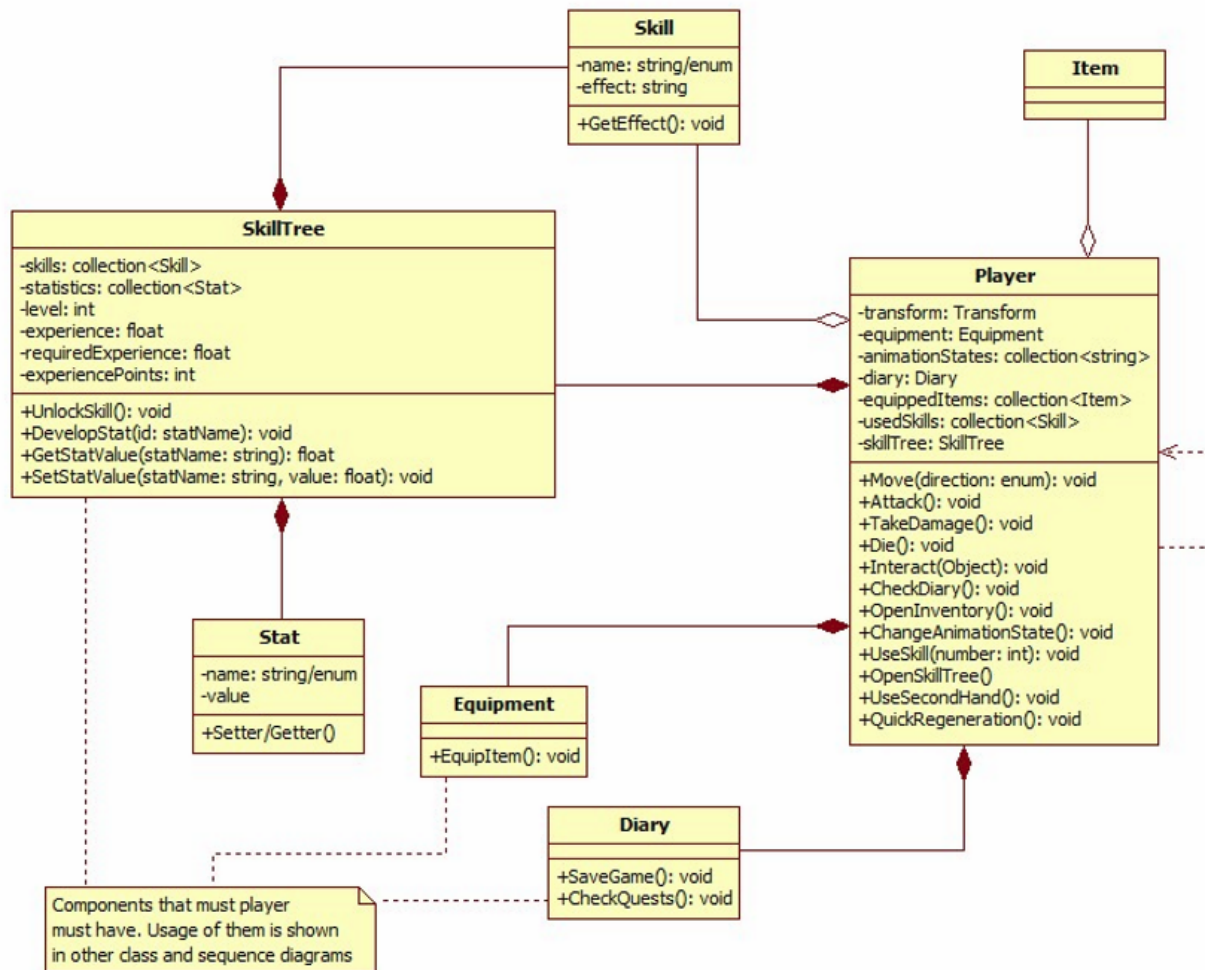 Skill
-name: string/enum
-effect: string
+GetEffect(): void
Item
SkillTree
-skills: collection<Skill>
-statistics: collection<Stat>
-level: int
-experience: float
-requiredExperience: float
-experiencePoints: int
+UnlockSkill(): void
+DevelopStat(id: statName): void
+GetStatValue(statName: string): float
+SetStatValue(statName: string, value: float): void
Player
-transform: Transform
-equipment: Equipment
-animationStates: collection<string>
-diary: Diary
-equippedItems: collection<Item>
-usedSkills: collection<Skill>
-skillTree: SkillTree
+Move(direction: enum): void
+Attack(): void
+TakeDamage(): void
+Die(): void
+Interact(Object): void
+CheckDiary(): void
+OpenInventory(): void
+ChangeAnimationState(): void
+UseSkill(number: int): void
+OpenSkillTree()
+UseSecondHand(): void
+QuickRegeneration(): void
Stat
-name: string/enum
-value
+Setter/Getter()
Equipment
+EquipItem(): void
Diary
+SaveGame(): void
+CheckQuests(): void
Components that must player
must have. Usage of them is shown
in other class and sequence diagrams